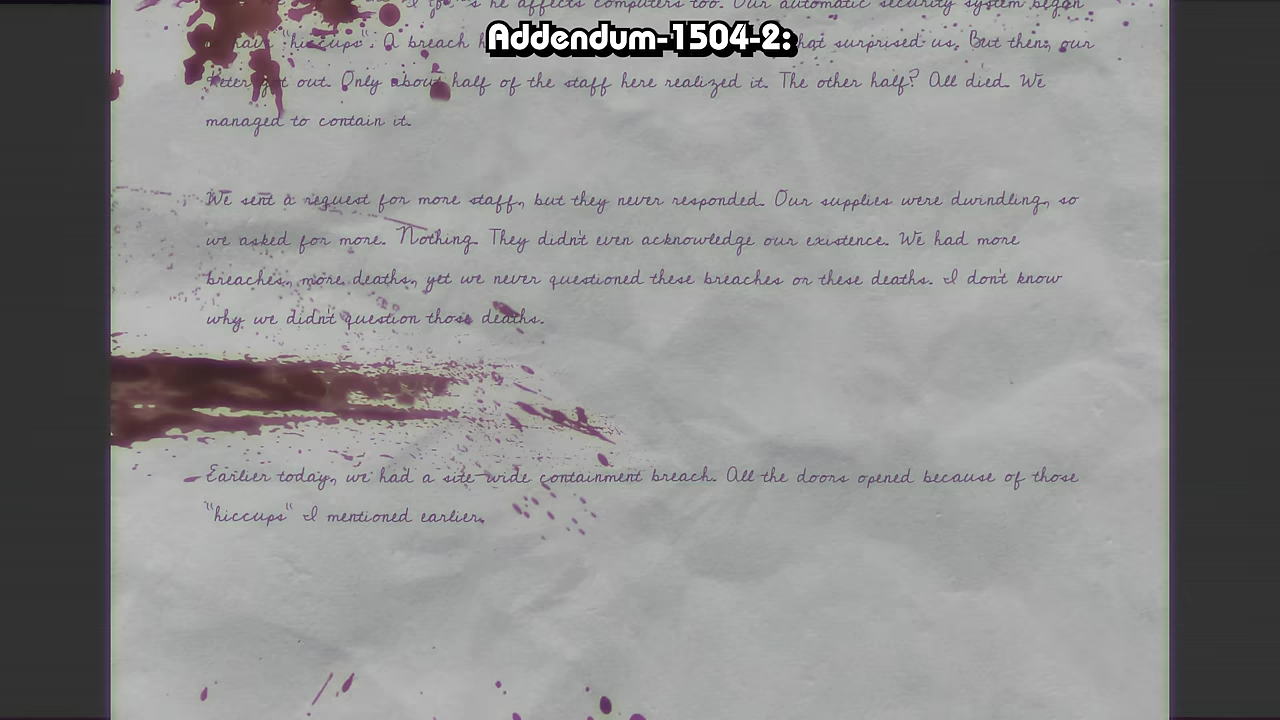 he affects computers too. Our automatic security system began
Addendum-1504-2:
"hiccups". A breach that surprised us. But then, our
Keter got out. Only about half of the staff here realized it. The other half? All died. We
managed to contain it.
We sent a request for more staff, but they never responded. Our supplies were dwindling, so
we asked for more. Nothing. They didn't even acknowledge our existence. We had more
breaches, more deaths, yet we never questioned these breaches or these deaths. I don't know
why we didn't question those deaths.
Earlier today, we had a site-wide containment breach. All the doors opened because of those
"hiccups" I mentioned earlier.